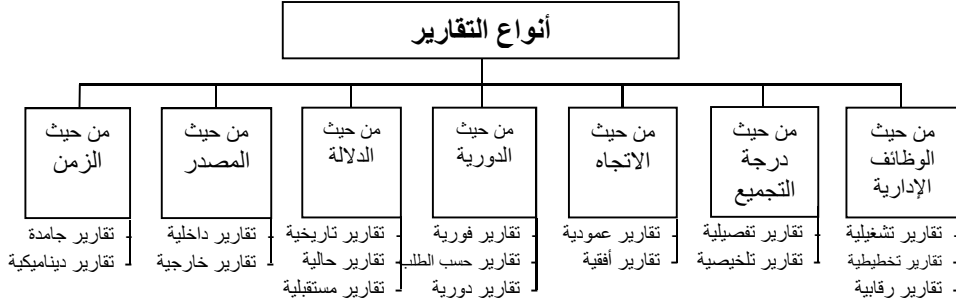 أنواع التقارير
من حيث
الوظائف
الإدارية
- تقارير تشغيلية
- تقارير تخطيطية
- تقارير رقابية
من حيث
درجة
التجميع
- تقارير تفصيلية
- تقارير تلخيصية
من حيث
الاتجاه
- تقارير عمودية
- تقارير أفقية
من حيث
الدورية
- تقارير فورية
- تقارير حسب الطلب
- تقارير دورية
من حيث
الدلالة
- تقارير تاريخية
- تقارير حالية
- تقارير مستقبلية
من حيث
المصدر
- تقارير داخلية
- تقارير خارجية
من حيث
الزمن
- تقارير جامدة
- تقارير ديناميكية